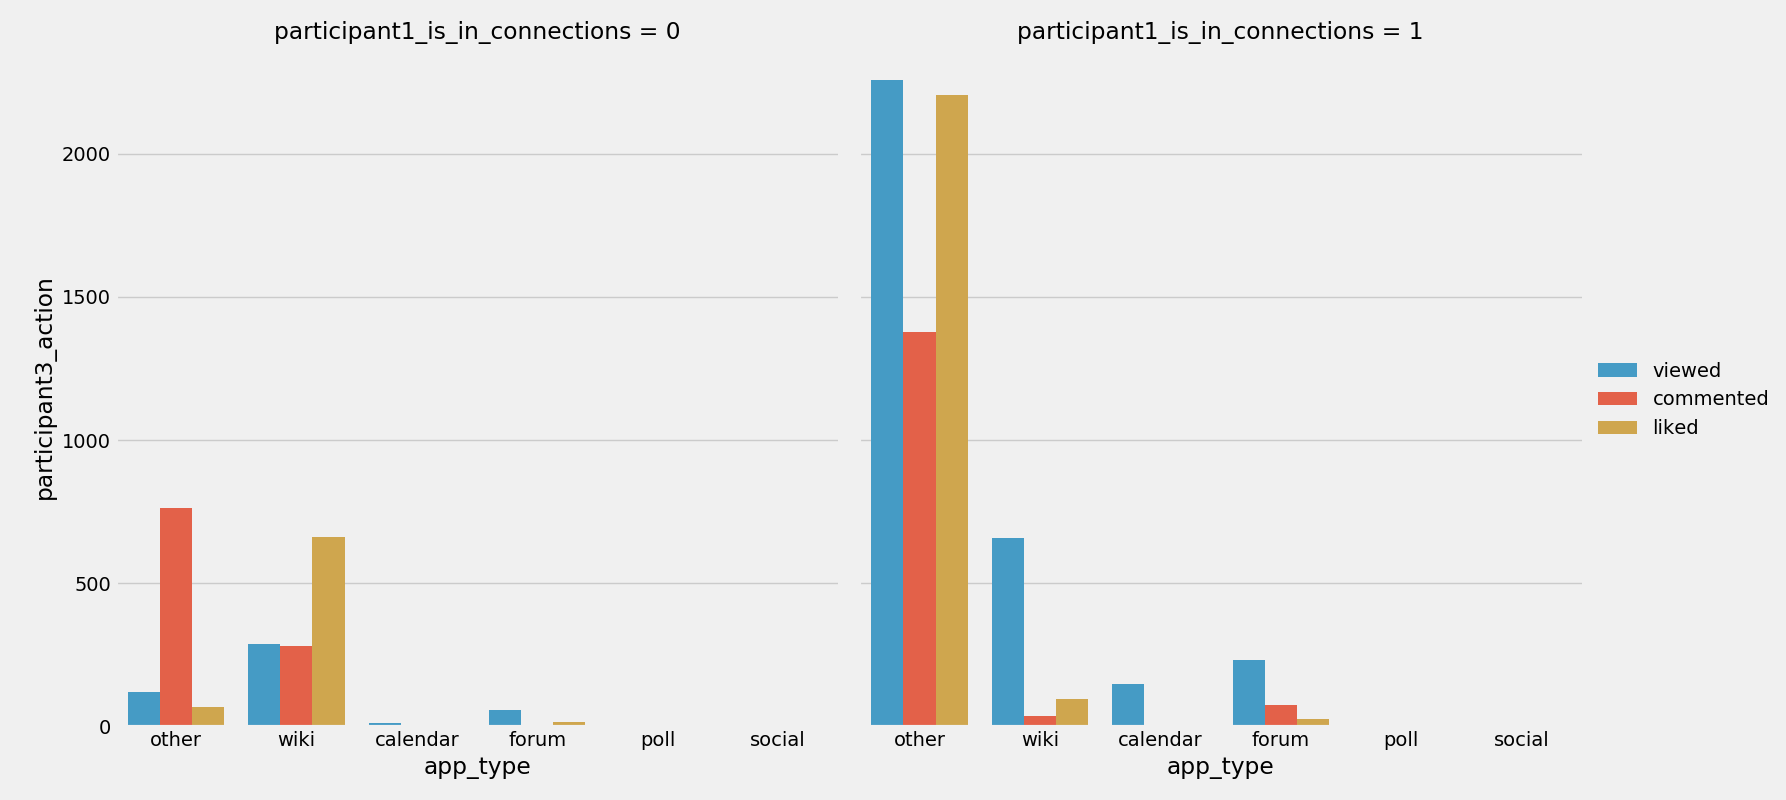 participant1_is_in_connections = 0
participant1_is_in_connections = 1
participant3_action
2000
1500
1000
500
0
other wiki calendar forum poll social
app_type
other wiki calendar forum poll social
app_type
viewed
commented
liked